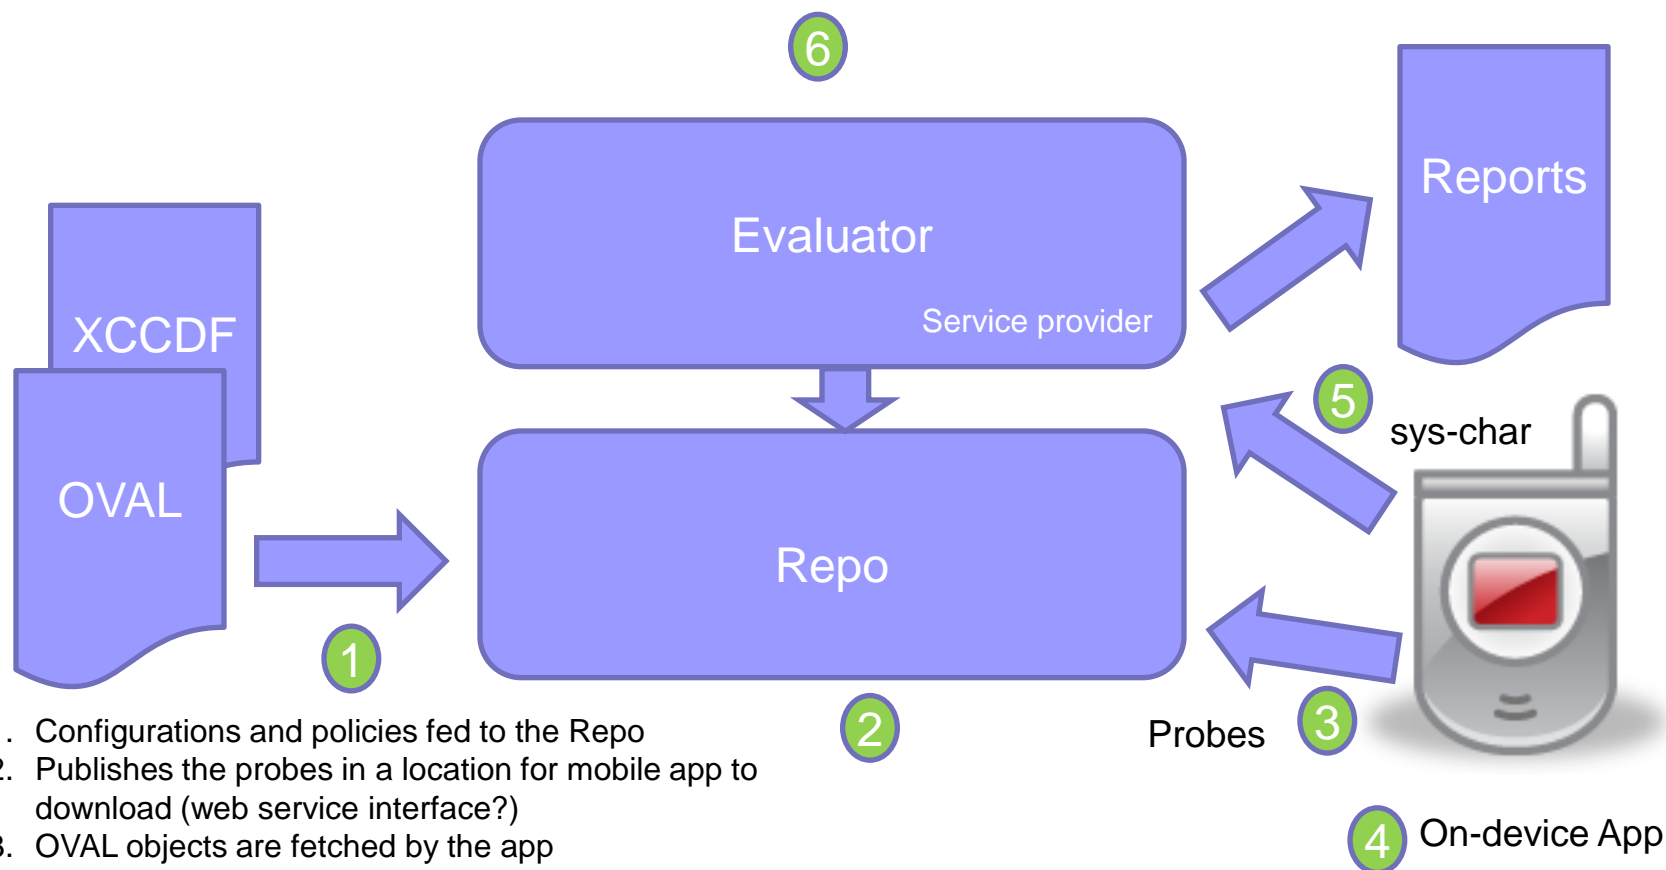 6
Reports
Evaluator
Service provider
XCCDF
5
sys-char
OVAL
Repo
1
2
Probes
3
. Configurations and policies fed to the Repo
2. Publishes the probes in a location for mobile app to
download (web service interface?)
3. OVAL objects are fetched by the app
4
On-device App